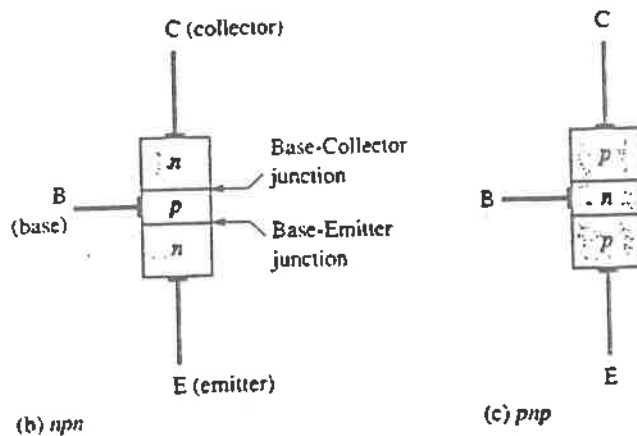 C (collector)
n
Base-Collector
junction
B
(base)
p
Base-Emitter
junction
n
E (emitter)
(b) npn
C
p
B
n
p
E
(c) pnp